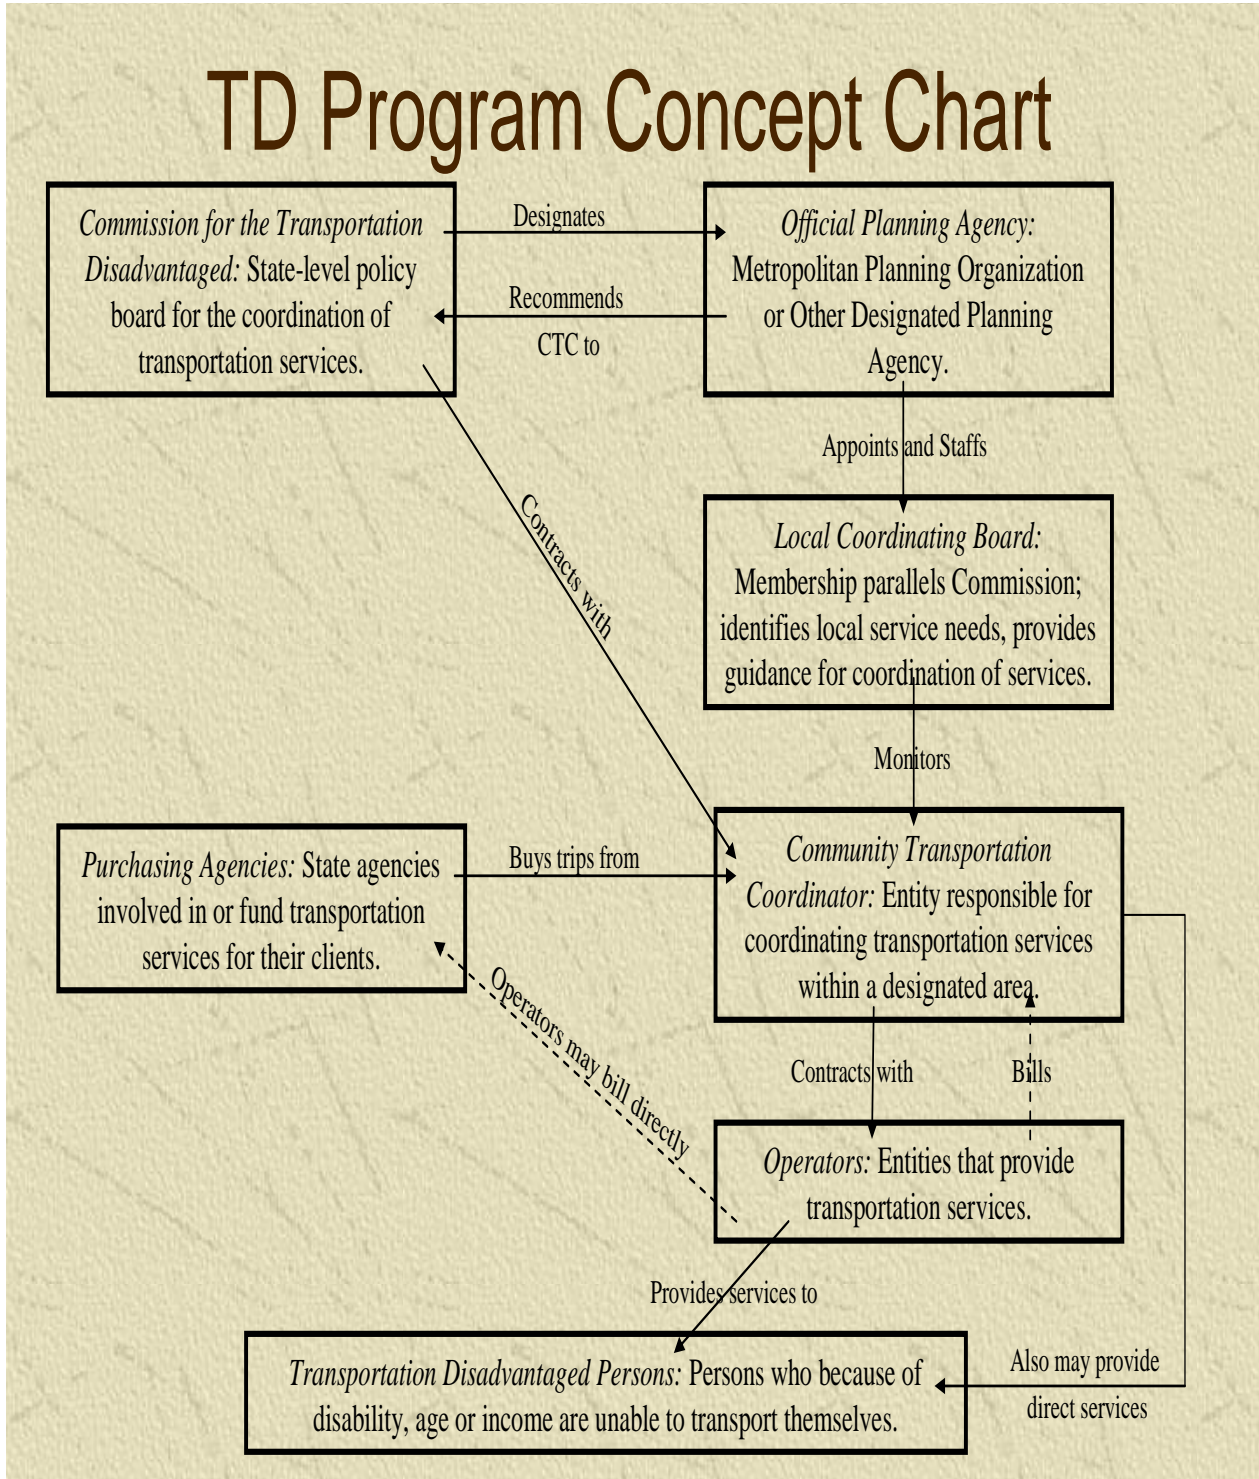 TD Program Concept Chart
Commission for the Transportation
Disadvantaged: State-level policy
board for the coordination of
transportation services.
Designates
Recommends
CTC to
Official Planning Agency:
Metropolitan Planning Organization
or Other Designated Planning
Agency.
Appoints and Staffs
Local Coordinating Board:
Membership parallels Commission;
identifies local service needs, provides
guidance for coordination of services.
Contracts with
Monitors
Purchasing Agencies: State agencies
involved in or fund transportation
services for their clients.
Buys trips from
Community Transportation
Coordinator: Entity responsible for
coordinating transportation services
within a designated area.
Operators may bill directly
Contracts with
Bills
Operators: Entities that provide
transportation services.
Provides services to
Transportation Disadvantaged Persons: Persons who because of
disability, age or income are unable to transport themselves.
Also may provide
direct services